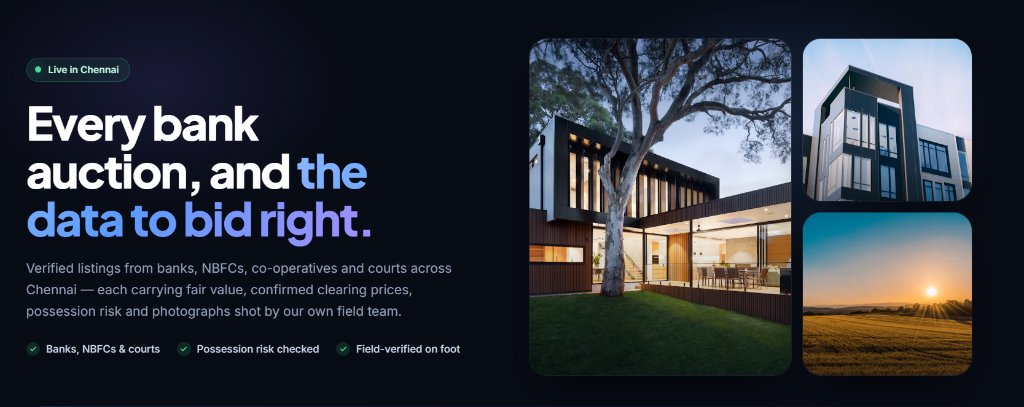 Live in Chennai
Every bank
auction, and the
data to bid right.
Verified listings from banks, NBFCs, co-operatives and courts across
Chennai — each carrying fair value, confirmed clearing prices,
possession risk and photographs shot by our own field team.
Banks, NBFCs & courts
Possession risk checked
Field-verified on foot